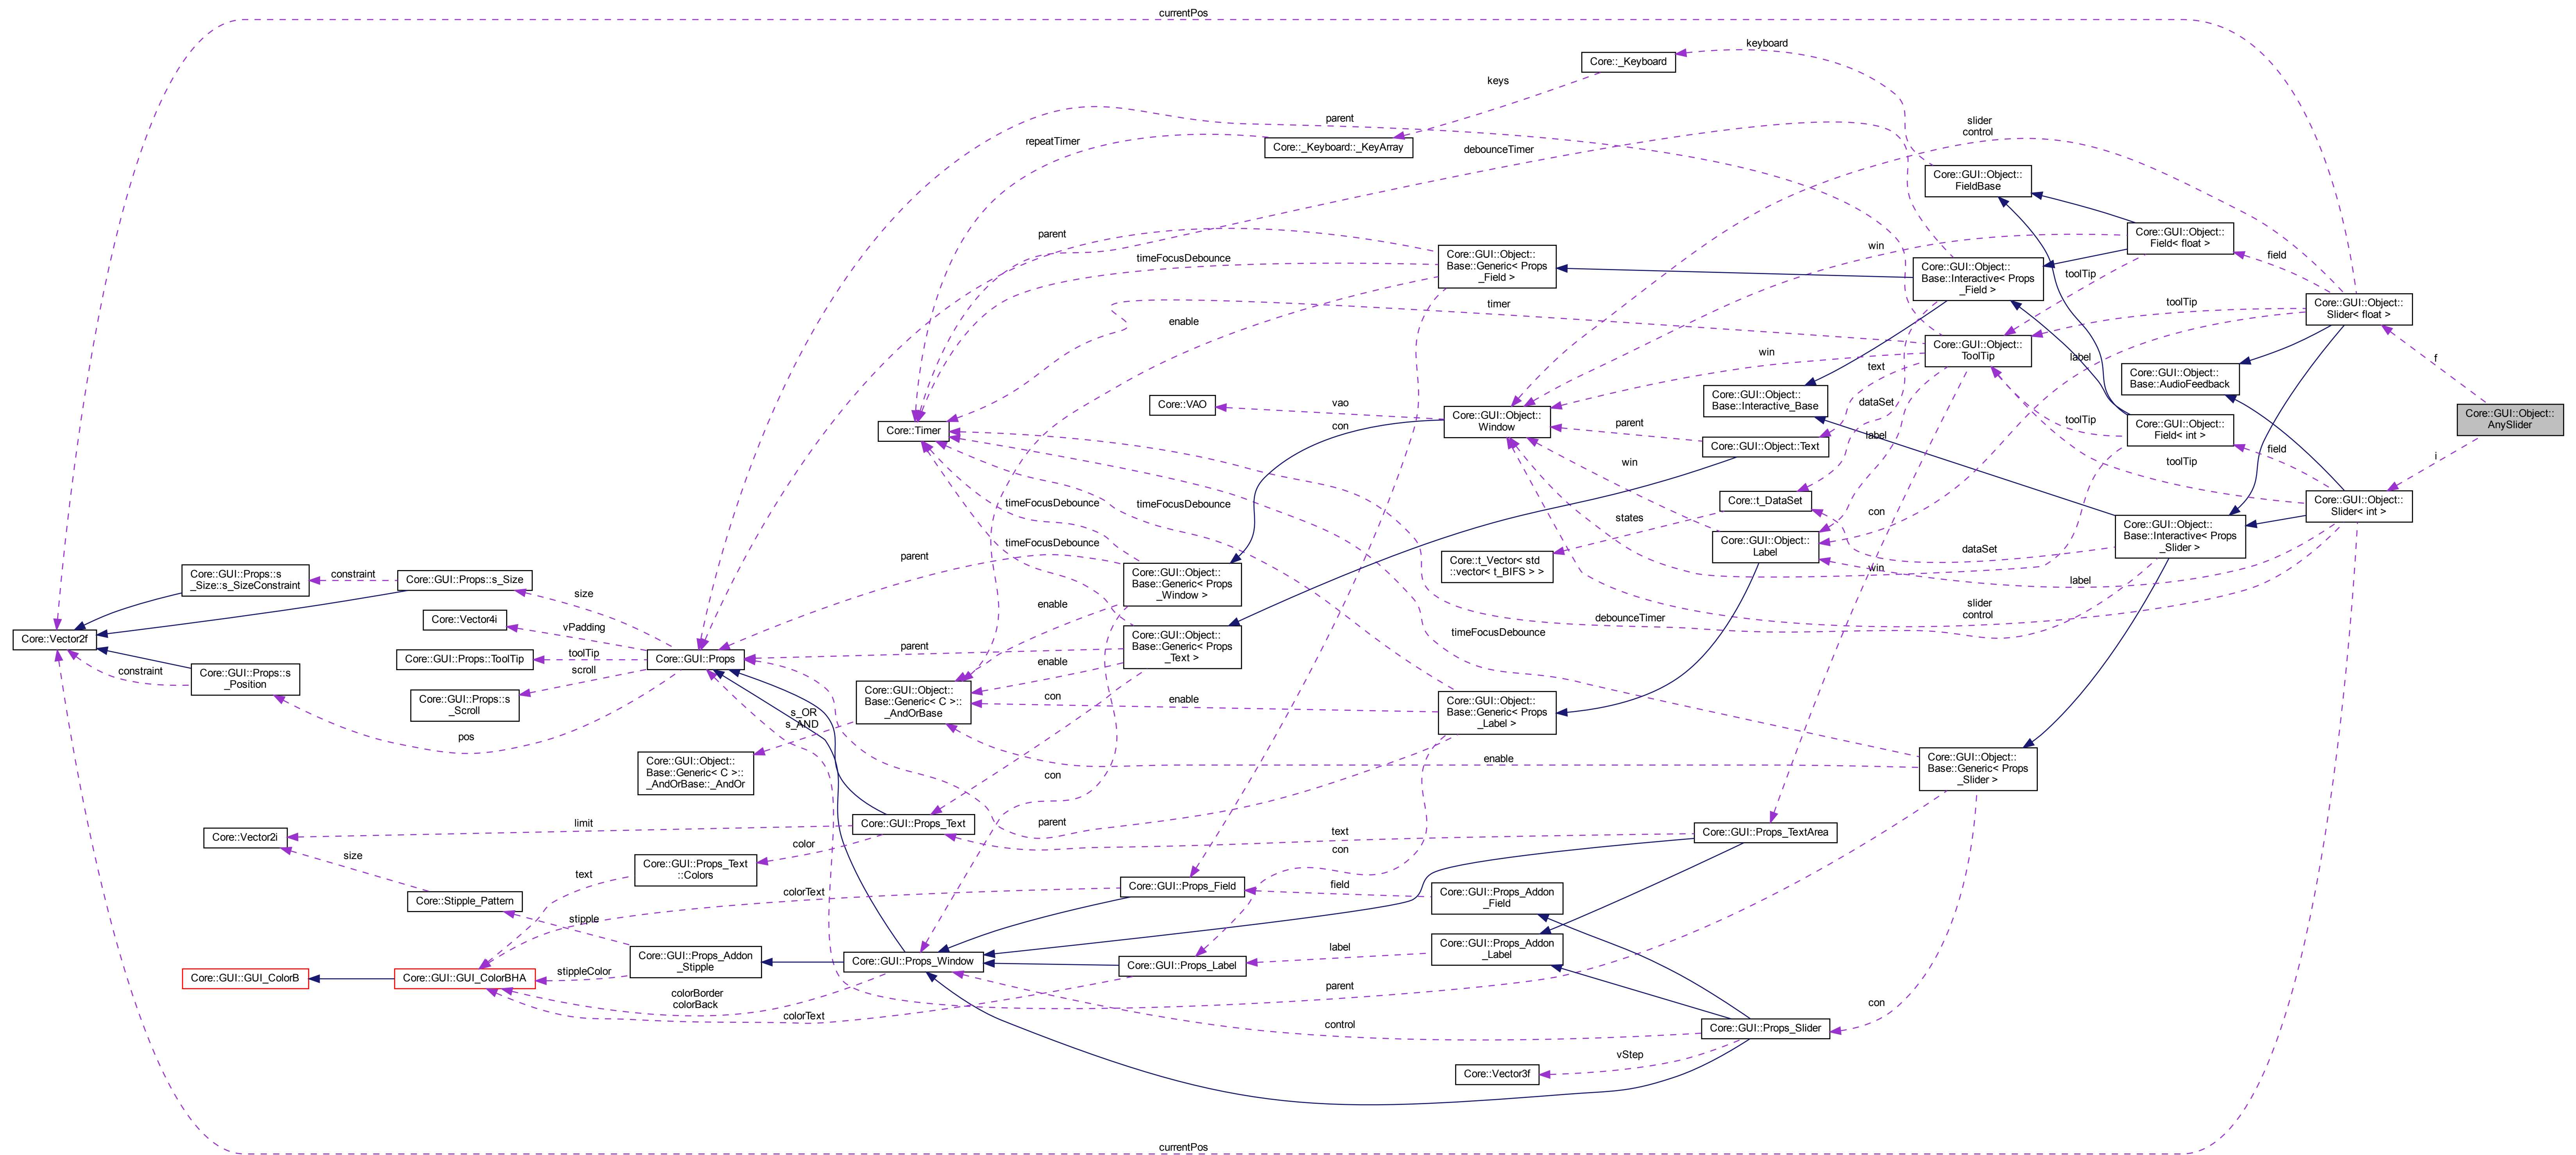 currentPos
keyboard
Core::_Keyboard
keys
slider
control
parent
repeatTimer
debounceTimer
Core::_Keyboard::_KeyArray
Core::GUI::Object::
FieldBase
Core::GUI::Object::
Field< float >
parent
win
field
timeFocusDebounce
Core::GUI::Object::
Base::Generic< Props
_Field >
Core::GUI::Object::
Base::Interactive< Props
_Field >
toolTip
Core::GUI::Object::
Slider< float >
timer
toolTip
enable
Core::GUI::Object::
ToolTip
win
label
f
text
Core::GUI::Object::
Base::AudioFeedback
Core::GUI::Object::
Base::Interactive_Base
Core::VAO
vao
dataSet
Core::GUI::Object::
Window
Core::GUI::Object::
AnySlider
con
Core::Timer
parent
Core::GUI::Object::Text
label
toolTip
Core::GUI::Object::
Field< int >
field
i
win
toolTip
timeFocusDebounce
timeFocusDebounce
Core::t_DataSet
con
states
Core::GUI::Object::
Slider< int >
timeFocusDebounce
Core::GUI::Object::
Label
Core::GUI::Object::
Base::Interactive< Props
_Slider >
dataSet
parent
Core::t_Vector< std
::vector< t_BIFS > >
win
label
Core::GUI::Props::s
_Size::s_SizeConstraint
constraint
Core::GUI::Props::s_Size
size
Core::GUI::Object::
Base::Generic< Props
_Window >
enable
slider
control
Core::Vector4i
vPadding
debounceTimer
Core::Vector2f
timeFocusDebounce
Core::GUI::Object::
Base::Generic< Props
_Text >
parent
enable
Core::GUI::Props::ToolTip
toolTip
Core::GUI::Props
constraint
Core::GUI::Props::s
_Position
scroll
Core::GUI::Props::s
_Scroll
con
enable
Core::GUI::Object::
Base::Generic< C >::
_AndOrBase
Core::GUI::Object::
Base::Generic< Props
_Label >
s_OR
s_AND
pos
Core::GUI::Object::
Base::Generic< C >::
_AndOrBase::_AndOr
con
enable
Core::GUI::Object::
Base::Generic< Props
_Slider >
Core::Vector2i
limit
Core::GUI::Props_Text
parent
text
Core::GUI::Props_TextArea
size
color
con
Core::GUI::Props_Text
::Colors
text
colorText
Core::GUI::Props_Field
field
Core::GUI::Props_Addon
_Field
Core::Stipple_Pattern
stipple
Core::GUI::Props_Addon
_Stipple
Core::GUI::Props_Window
label
Core::GUI::Props_Addon
_Label
Core::GUI::Props_Label
Core::GUI::GUI_ColorB
Core::GUI::GUI_ColorBHA
stippleColor
colorBorder
colorBack
parent
con
colorText
control
Core::GUI::Props_Slider
vStep
Core::Vector3f
currentPos